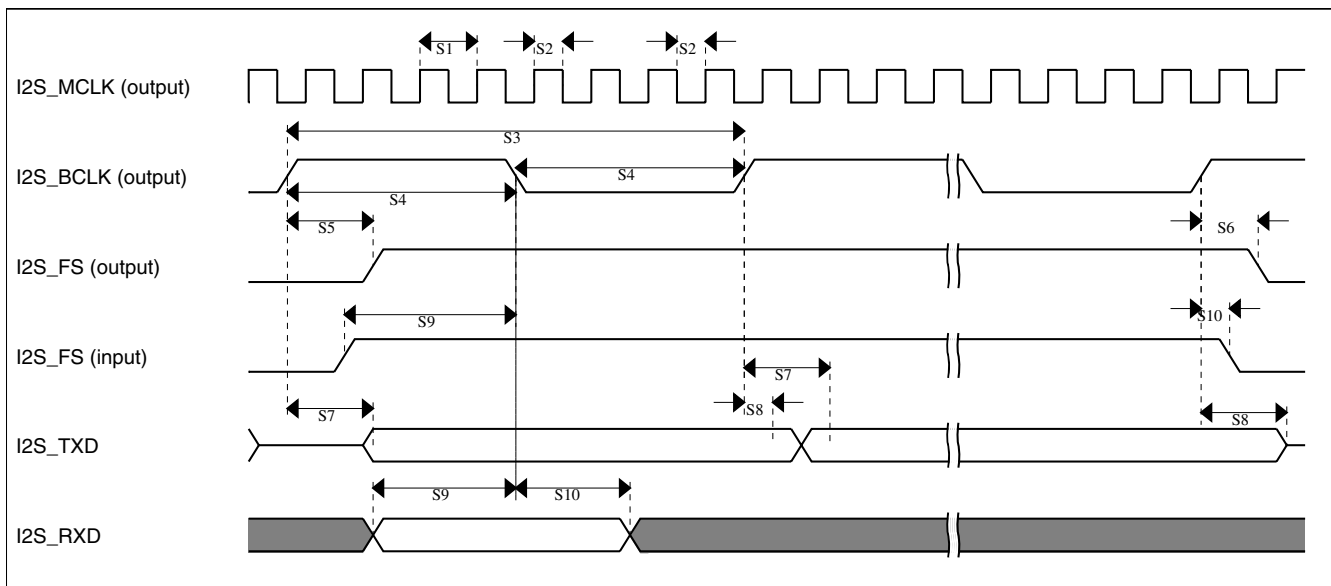 S1
S2
S2
I2S_MCLK (output)
S3
I2S_BCLK (output)
S4
S4
S5
S6
I2S_FS (output)
S9
S10
I2S_FS (input)
S7
S7
S8
S8
I2S_TXD
S9
S10
I2S_RXD